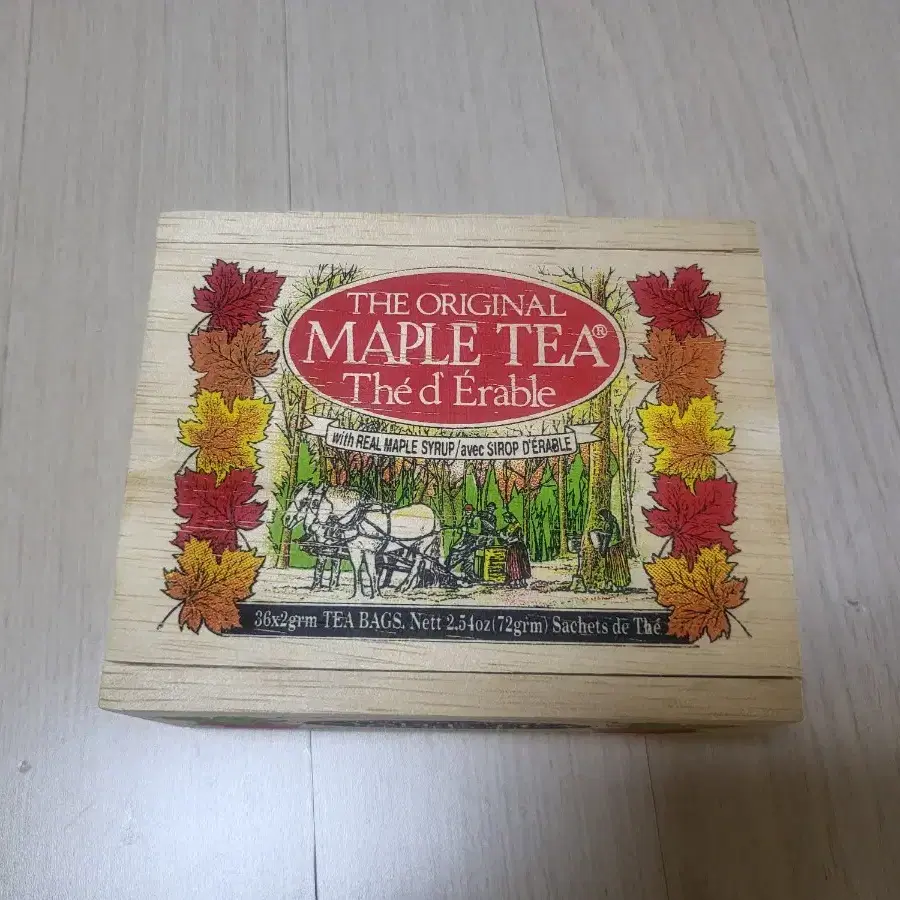 THE ORIGINAL
MAPLE TEA®
Thé d'Érable
with REAL MAPLE SYRUP/avec SIROP D'ÉRABLE
36x2grm TEA BAGS. Nett 2.54oz(72grm) Sachets de Thé